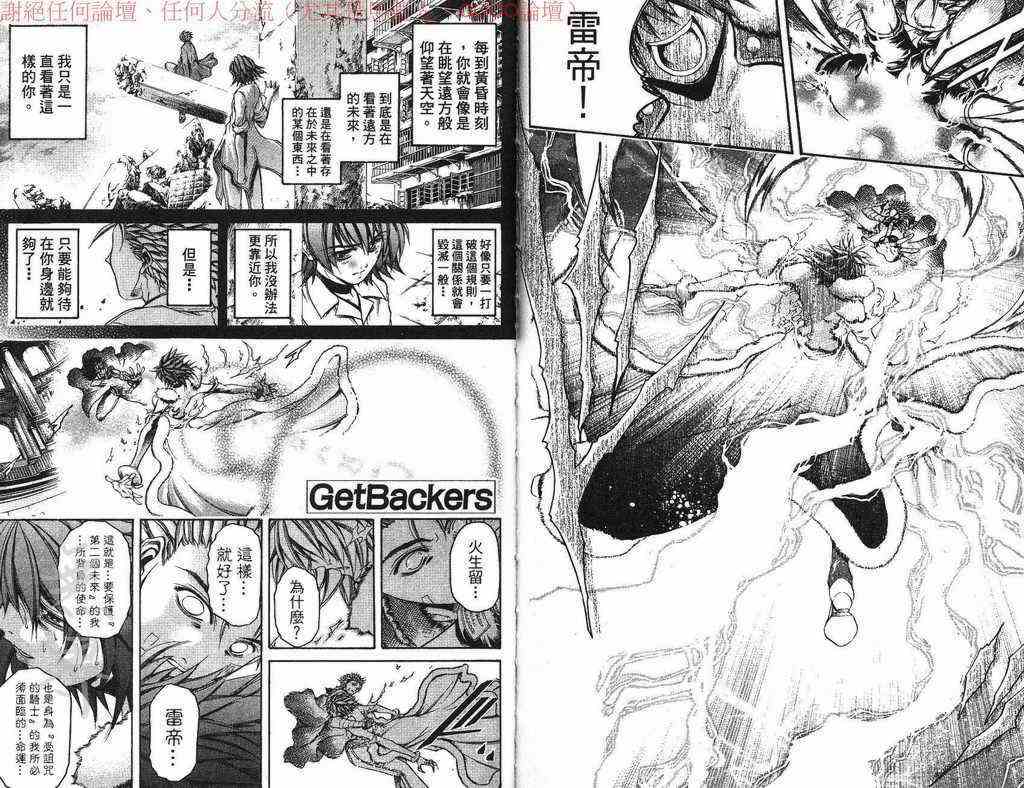 謝絕任何論壇、任何人分流
論壇）
雷帝！
每到黃昏時刻
，你就會像是
在眺望遠方般
仰望著天空。
到底是在
看著遠方
的未來，
還是在看著存
在於未來之中
的某個東西…
我只是一
直看著這
樣的你。
好像只要一打
破這個規則，
這個關係就會
毀滅一般…
所以我沒辦法
更靠近你。
但是…
只要能夠待
在你身邊就
夠了…
GetBackers
火生留…
為什麼？
這樣…
就好了…
雷帝…
這就是…要保護『
第二個未來』的我
…所背負的使命…
也是身為『受詛咒
的騎士』的我所必
須面臨的…命運…